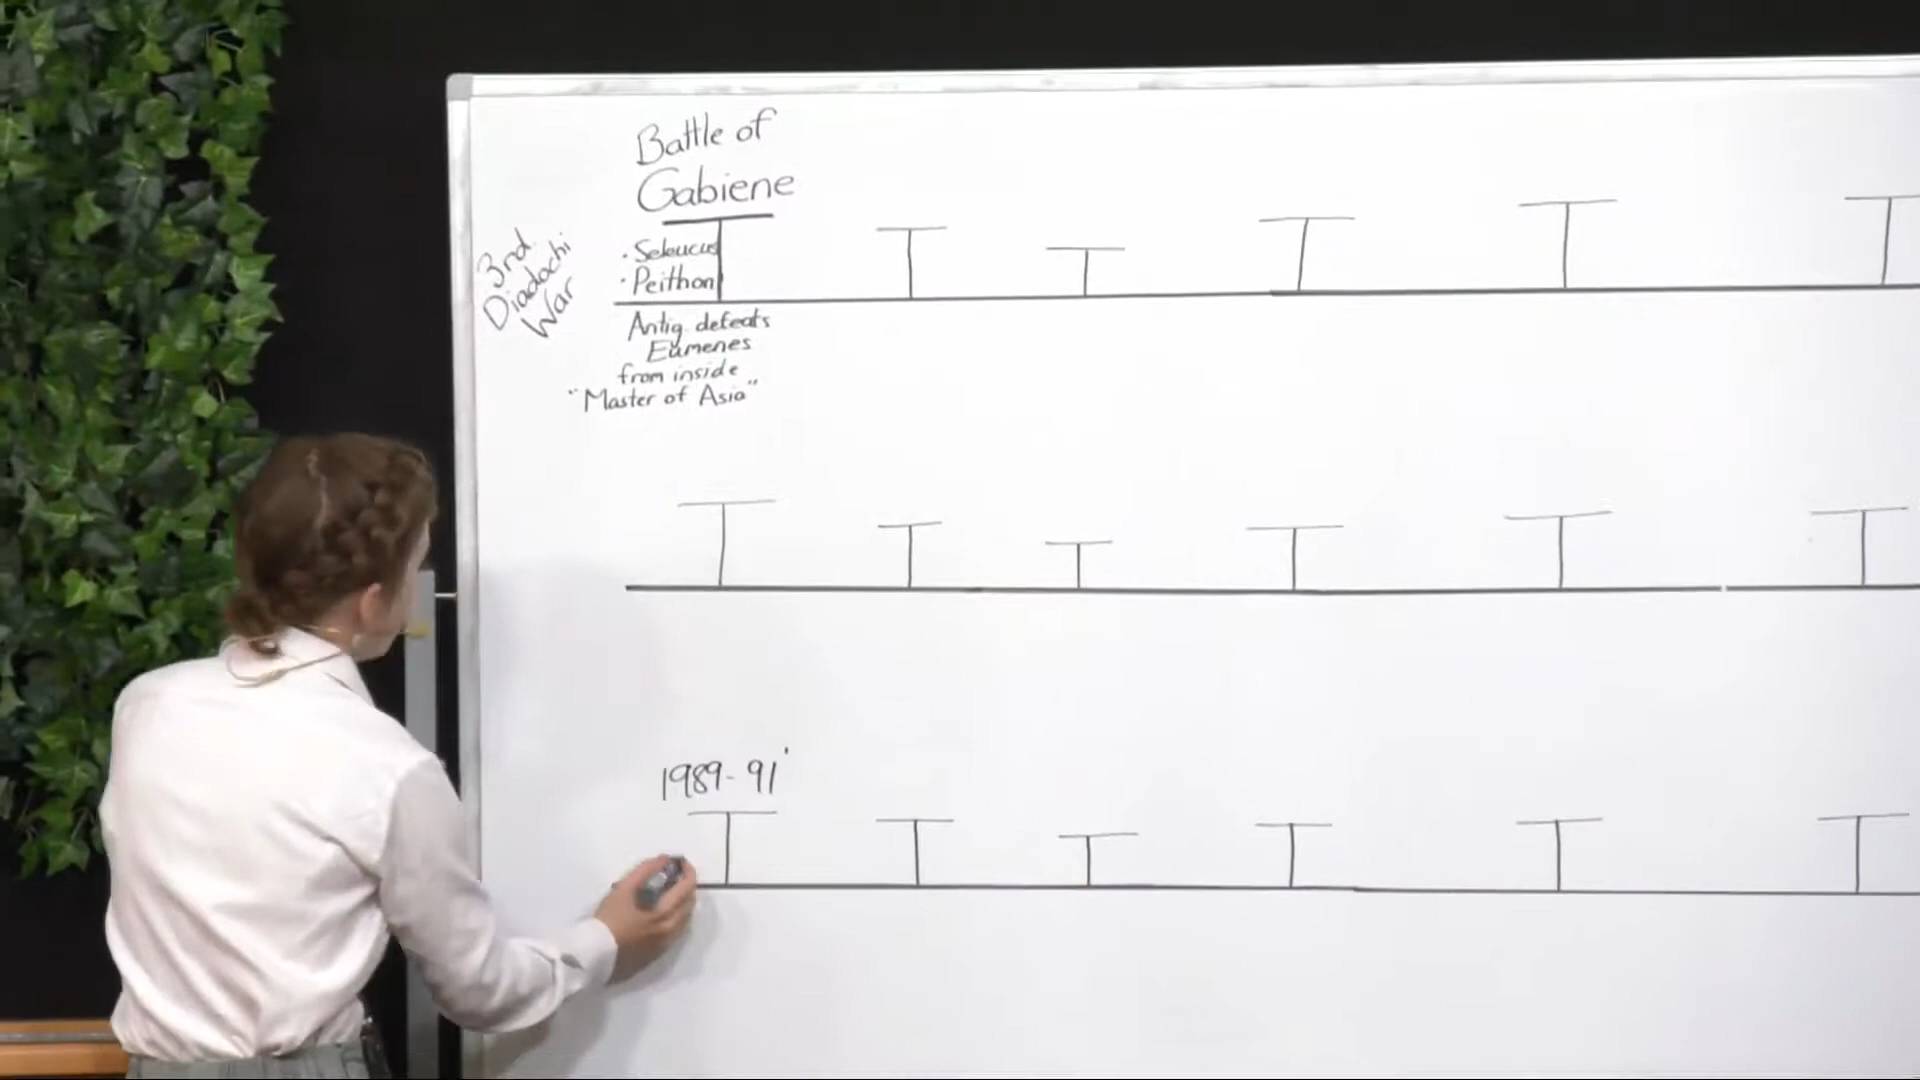 Battle of
Gabiene
3rd
Diadochi
War
· Seleucus
· Peithon
Antig. defeats
Eumenes
from inside
"Master of Asia"
1989-91'